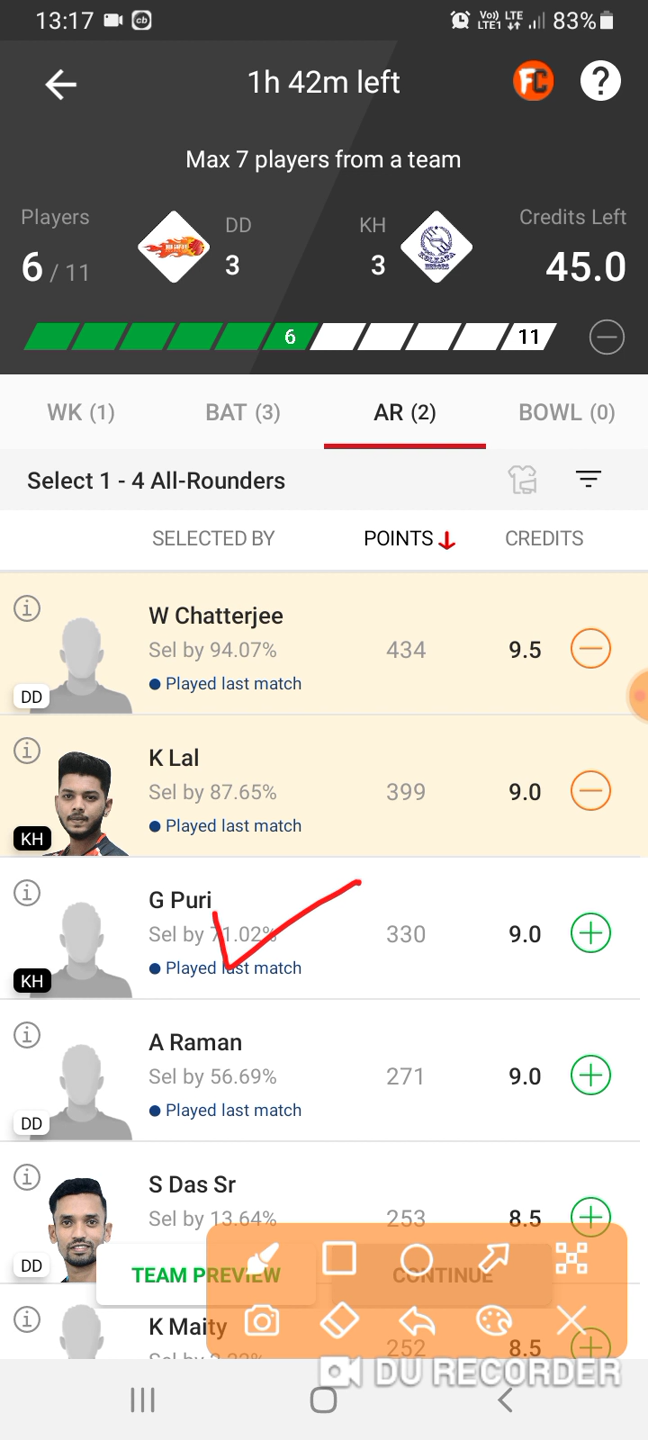 13:17 cb Vo) LTE LTE1 83%
1h 42m left FC ?
Max 7 players from a team
Players DD KH Credits Left
6 / 11 3 3 45.0
6 11
WK (1) BAT (3) AR (2) BOWL (0)
Select 1 - 4 All-Rounders
SELECTED BY POINTS CREDITS
W Chatterjee
Sel by 94.07% 434 9.5
Played last match
DD
K Lal
Sel by 87.65% 399 9.0
Played last match
KH
G Puri
Sel by 71.02% 330 9.0
Played last match
KH
A Raman
Sel by 56.69% 271 9.0
Played last match
DD
S Das Sr
Sel by 13.64% 253 8.5
DD
TEAM PREVIEW CONTINUE
K Maity
252 8.5
DU RECORDER